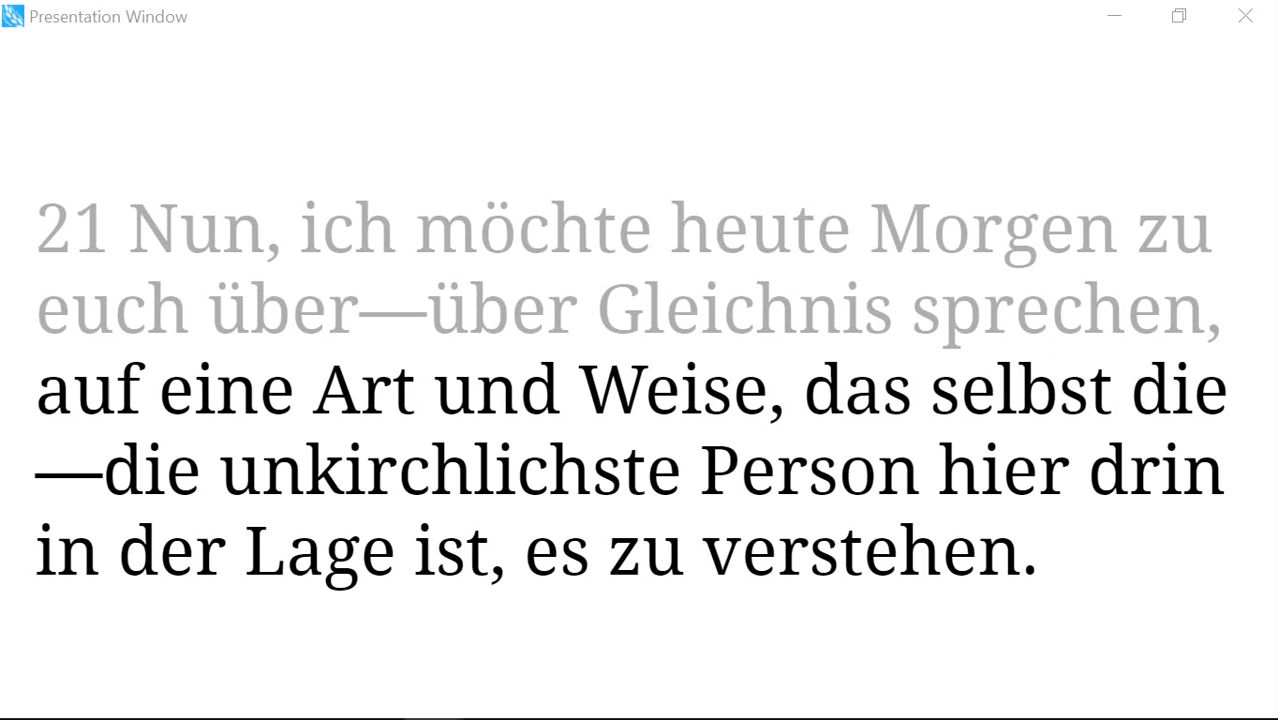 Presentation Window
21 Nun, ich möchte heute Morgen zu
euch über—über Gleichnis sprechen,
auf eine Art und Weise, das selbst die
—die unkirchlichste Person hier drin
in der Lage ist, es zu verstehen.